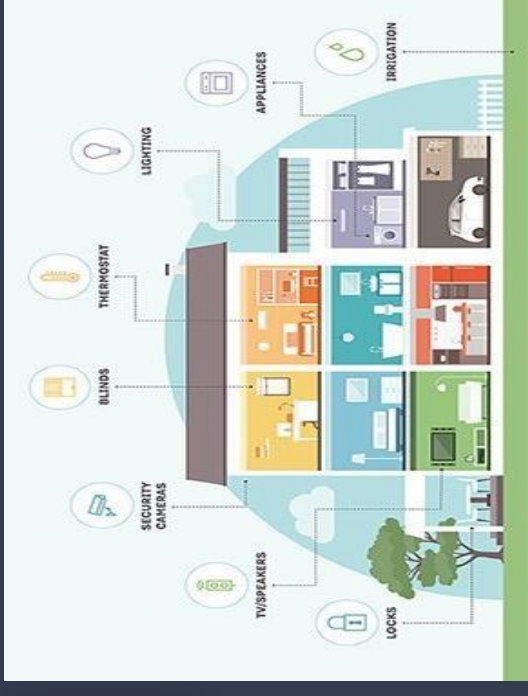 LOCKS
TV/SPEAKERS
SECURITY
CAMERAS
BLINDS
THERMOSTAT
LIGHTING
APPLIANCES
IRRIGATION